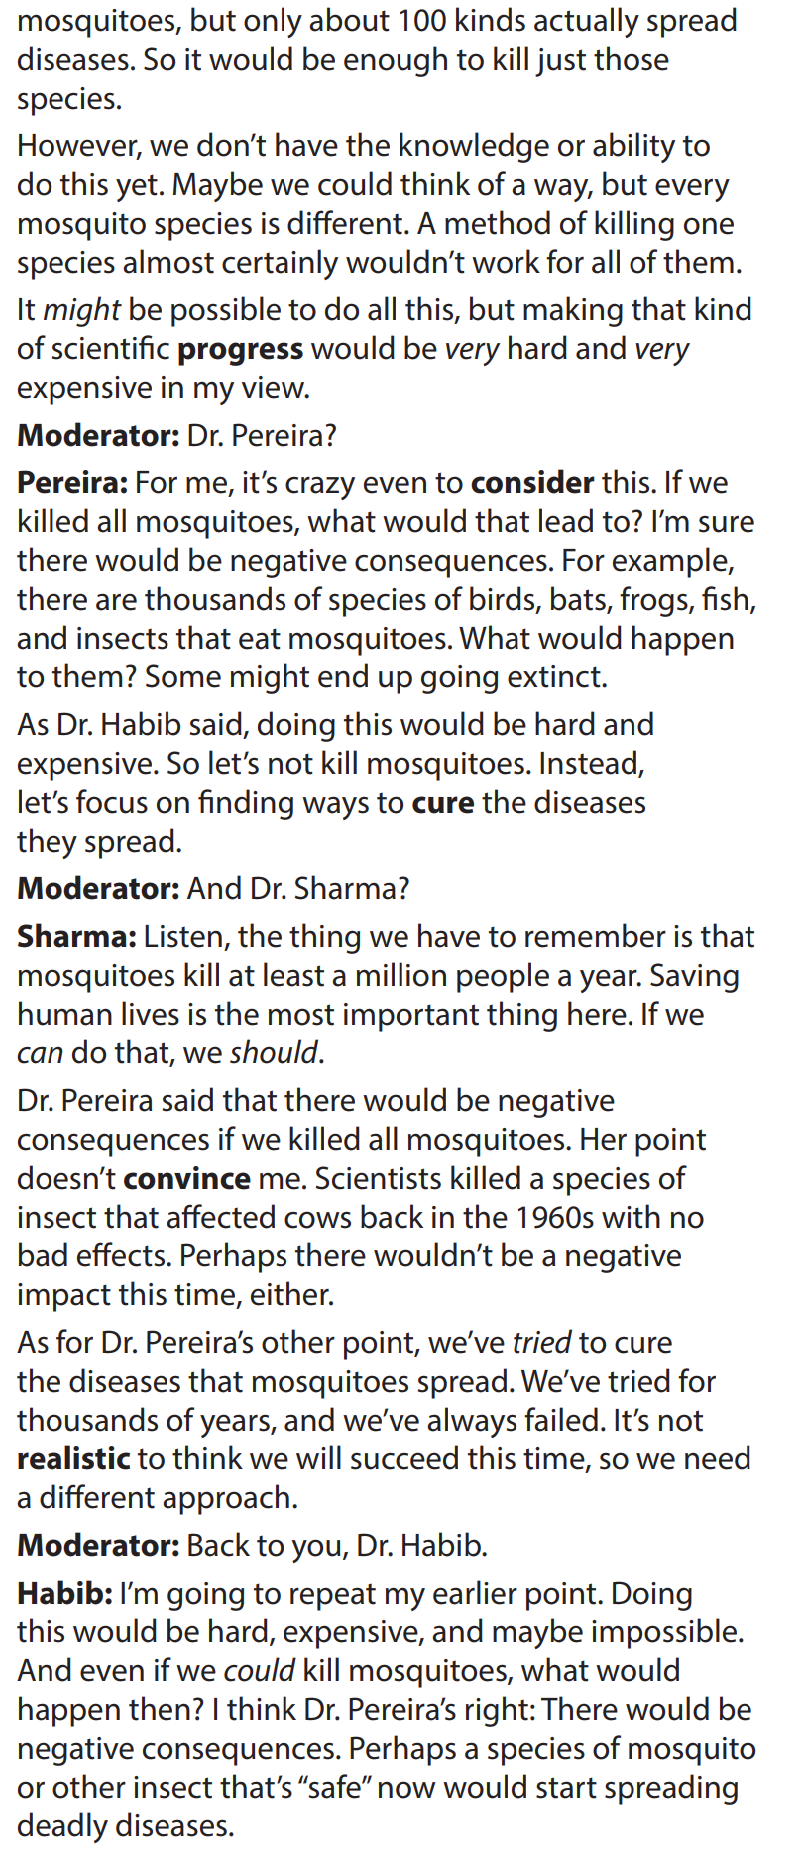 mosquitoes, but only about 100 kinds actually spread
diseases. So it would be enough to kill just those
species.
However, we don’t have the knowledge or ability to
do this yet. Maybe we could think of a way, but every
mosquito species is different. A method of killing one
species almost certainly wouldn’t work for all of them.
It might be possible to do all this, but making that kind
of scientific progress would be very hard and very
expensive in my view.
Moderator: Dr. Pereira?
Pereira: For me, it’s crazy even to consider this. If we
killed all mosquitoes, what would that lead to? I’m sure
there would be negative consequences. For example,
there are thousands of species of birds, bats, frogs, fish,
and insects that eat mosquitoes. What would happen
to them? Some might end up going extinct.
As Dr. Habib said, doing this would be hard and
expensive. So let’s not kill mosquitoes. Instead,
let’s focus on finding ways to cure the diseases
they spread.
Moderator: And Dr. Sharma?
Sharma: Listen, the thing we have to remember is that
mosquitoes kill at least a million people a year. Saving
human lives is the most important thing here. If we
can do that, we should.
Dr. Pereira said that there would be negative
consequences if we killed all mosquitoes. Her point
doesn’t convince me. Scientists killed a species of
insect that affected cows back in the 1960s with no
bad effects. Perhaps there wouldn’t be a negative
impact this time, either.
As for Dr. Pereira’s other point, we’ve tried to cure
the diseases that mosquitoes spread. We’ve tried for
thousands of years, and we’ve always failed. It’s not
realistic to think we will succeed this time, so we need
a different approach.
Moderator: Back to you, Dr. Habib.
Habib: I’m going to repeat my earlier point. Doing
this would be hard, expensive, and maybe impossible.
And even if we could kill mosquitoes, what would
happen then? I think Dr. Pereira’s right: There would be
negative consequences. Perhaps a species of mosquito
or other insect that’s “safe” now would start spreading
deadly diseases.